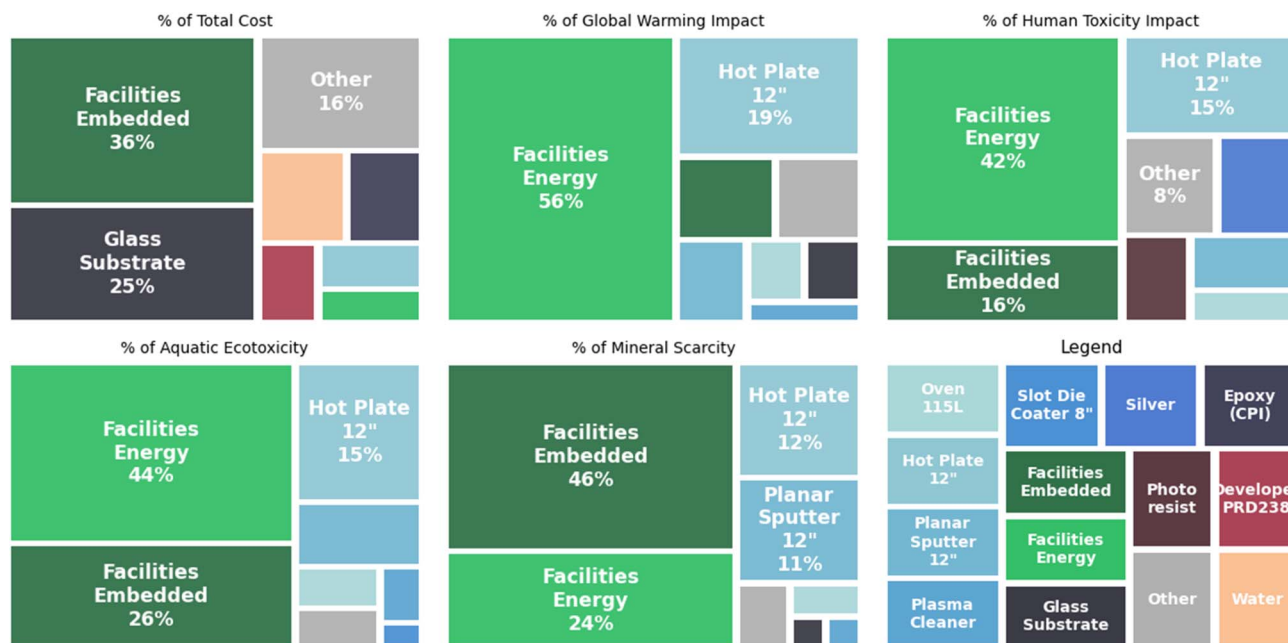 % of Total Cost
Facilities
Embedded
36%
Other
16%
Glass
Substrate
25%
% of Global Warming Impact
Facilities
Energy
56%
Hot Plate
12"
19%
% of Human Toxicity Impact
Facilities
Energy
42%
Hot Plate
12"
15%
Other
8%
Facilities
Embedded
16%
% of Aquatic Ecotoxicity
Facilities
Energy
44%
Hot Plate
12"
15%
Facilities
Embedded
26%
% of Mineral Scarcity
Facilities
Embedded
46%
Hot Plate
12"
12%
Planar
Sputter
12"
11%
Facilities
Energy
24%
Legend
Oven
115L
Slot Die
Coater 8"
Silver
Epoxy
(CPI)
Hot Plate
12"
Facilities
Embedded
Photo
resist
Develope
PRD238
Planar
Sputter
12"
Facilities
Energy
Plasma
Cleaner
Glass
Substrate
Other
Water